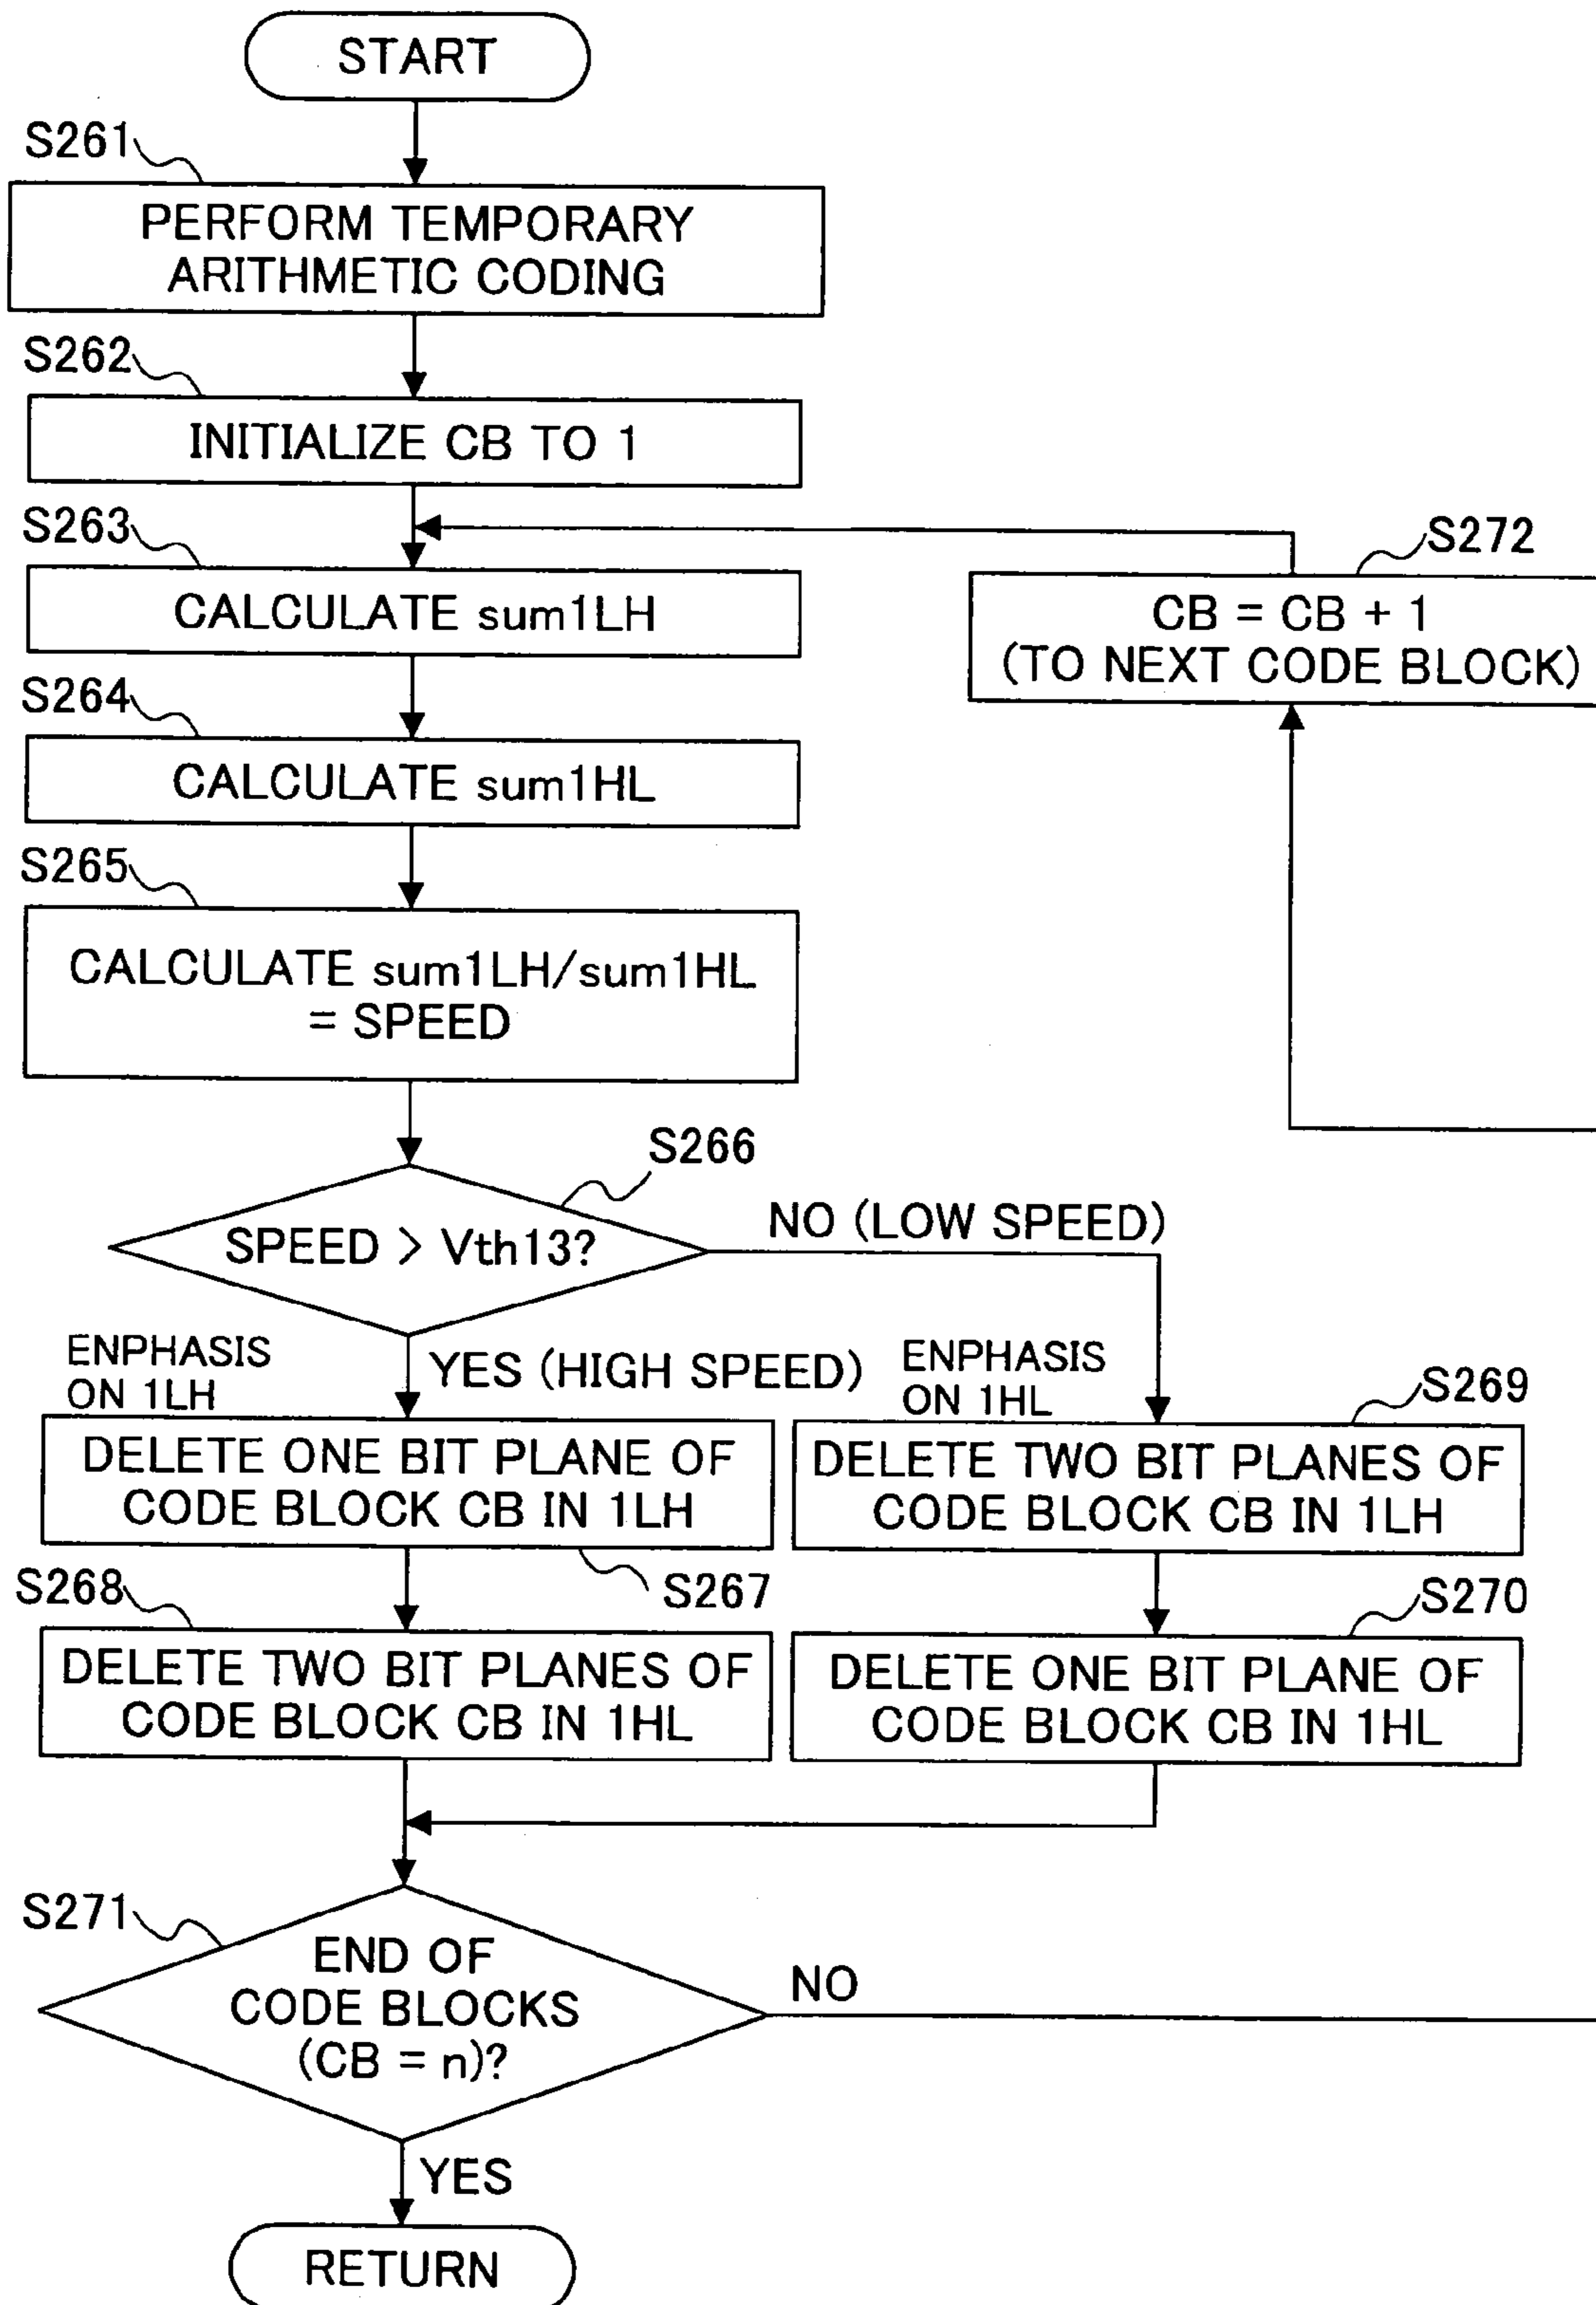 START
S261
PERFORM TEMPORARY
ARITHMETIC CODING
S262
INITIALIZE CB TO 1
S263
CALCULATE sum1LH
S272
CB = CB + 1
(TO NEXT CODE BLOCK)
S264
CALCULATE sum1HL
S265
CALCULATE sum1LH/sum1HL
= SPEED
S266
SPEED > Vth13?
NO (LOW SPEED)
ENPHASIS
ON 1LH
YES (HIGH SPEED)
ENPHASIS
ON 1HL
S269
DELETE ONE BIT PLANE OF
CODE BLOCK CB IN 1LH
S267
DELETE TWO BIT PLANES OF
CODE BLOCK CB IN 1LH
S268
DELETE TWO BIT PLANES OF
CODE BLOCK CB IN 1HL
S270
DELETE ONE BIT PLANE OF
CODE BLOCK CB IN 1HL
S271
END OF
CODE BLOCKS
(CB = n)?
NO
YES
RETURN